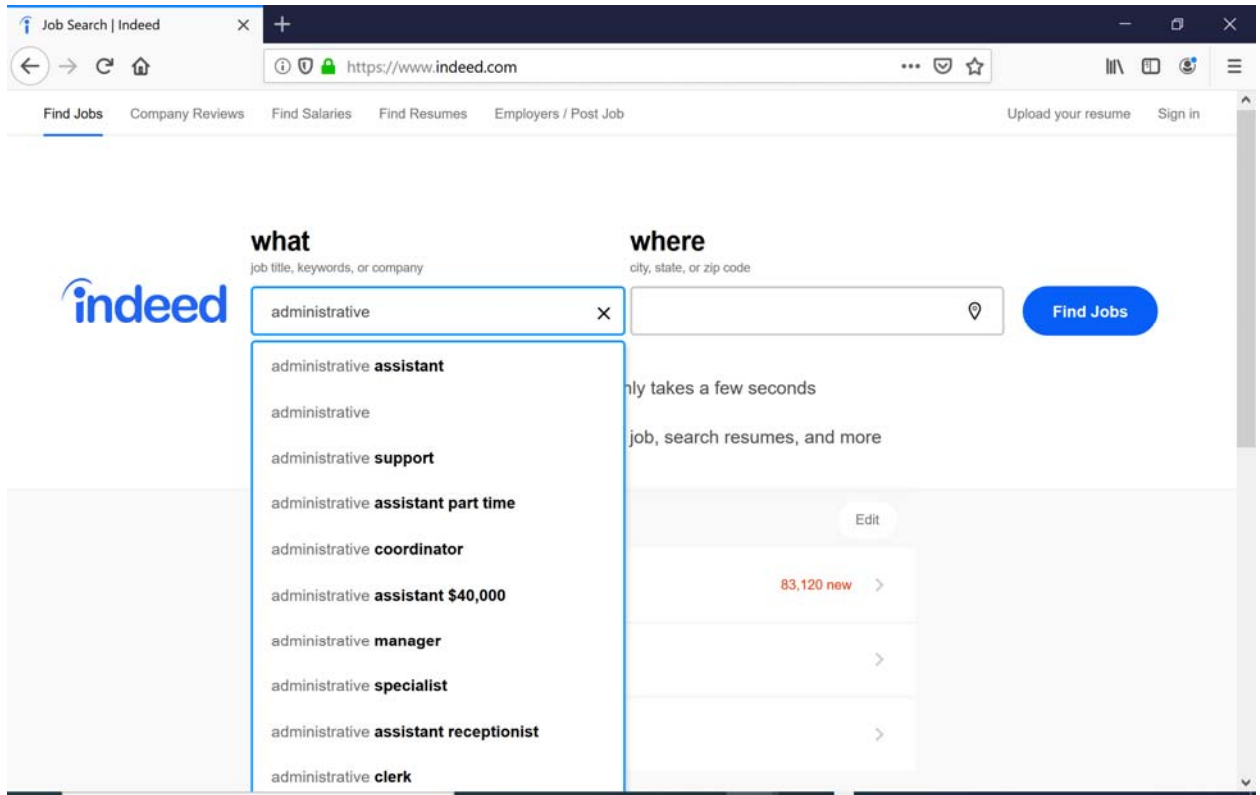 Job Search | Indeed
https://www.indeed.com
Find Jobs Company Reviews Find Salaries Find Resumes Employers / Post Job Upload your resume Sign in
what where
job title, keywords, or company city, state, or zip code
indeed administrative Find Jobs
administrative assistant
nly takes a few seconds
administrative
job, search resumes, and more
administrative support
administrative assistant part time
Edit
administrative coordinator
83,120 new
administrative assistant $40,000
administrative manager
administrative specialist
administrative assistant receptionist
administrative clerk